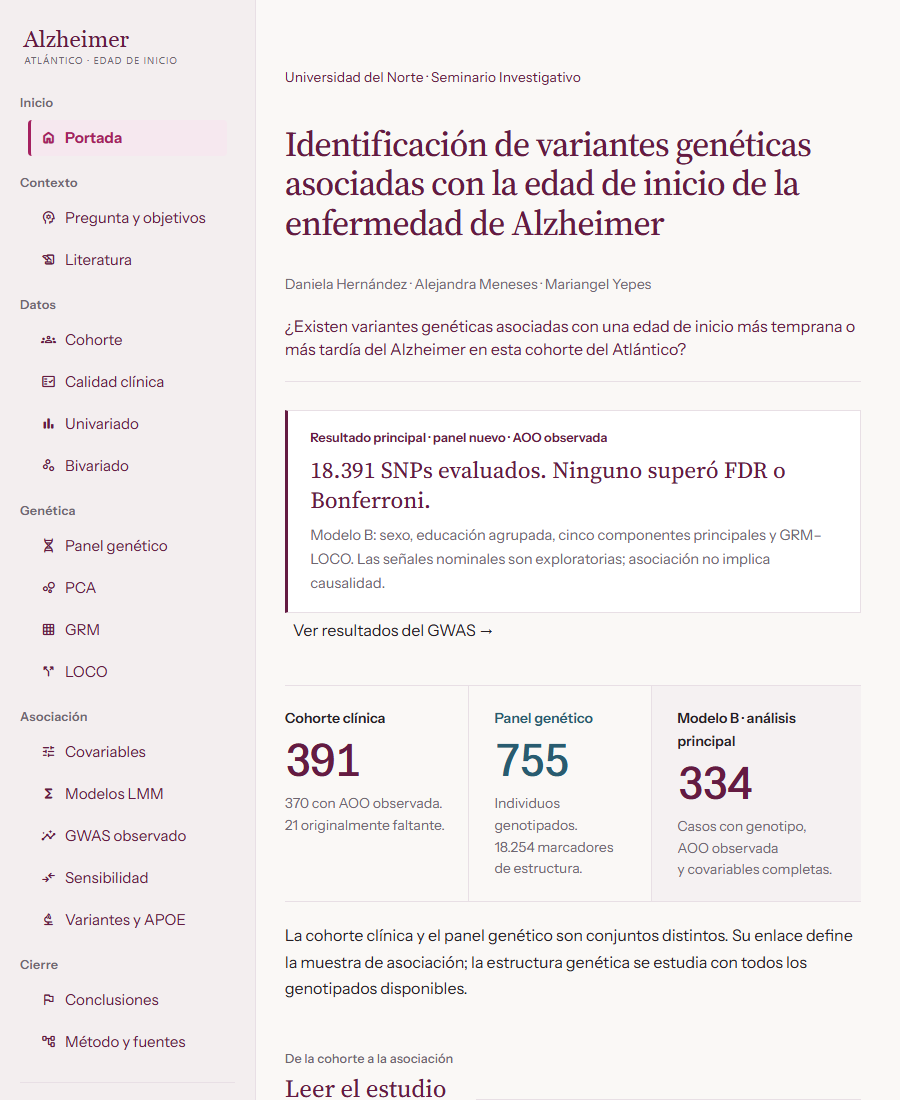 Alzheimer
ATLÁNTICO · EDAD DE INICIO
Inicio
Portada
Contexto
Pregunta y objetivos
Literatura
Datos
Cohorte
Calidad clínica
Univariado
Bivariado
Genética
Panel genético
PCA
GRM
LOCO
Asociación
Covariables
Modelos LMM
GWAS observado
Sensibilidad
Variantes y APOE
Cierre
Conclusiones
Método y fuentes
Universidad del Norte · Seminario Investigativo
Identificación de variantes genéticas
asociadas con la edad de inicio de la
enfermedad de Alzheimer
Daniela Hernández · Alejandra Meneses · Mariangel Yepes
¿Existen variantes genéticas asociadas con una edad de inicio más temprana o
más tardía del Alzheimer en esta cohorte del Atlántico?
Resultado principal · panel nuevo · AOO observada
18.391 SNPs evaluados. Ninguno superó FDR o
Bonferroni.
Modelo B: sexo, educación agrupada, cinco componentes principales y GRM–
LOCO. Las señales nominales son exploratorias; asociación no implica
causalidad.
Ver resultados del GWAS →
Cohorte clínica
391
370 con AOO observada.
21 originalmente faltante.
Panel genético
755
Individuos
genotipados.
18.254 marcadores
de estructura.
Modelo B · análisis
principal
334
Casos con genotipo,
AOO observada
y covariables completas.
La cohorte clínica y el panel genético son conjuntos distintos. Su enlace define
la muestra de asociación; la estructura genética se estudia con todos los
genotipados disponibles.
De la cohorte a la asociación
Leer el estudio